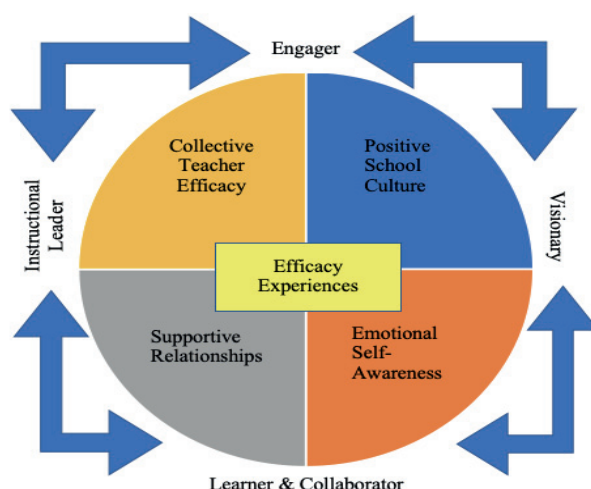 Engager
Collective
Teacher
Efficacy
Positive
School
Culture
Instructional
Leader
Visionary
Efficacy
Experiences
Supportive
Relationships
Emotional
Self-
Awareness
Learner & Collaborator